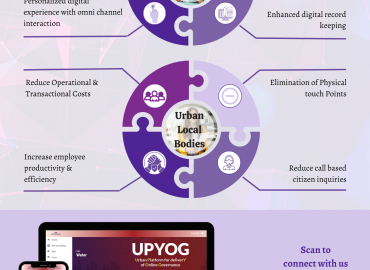 Personalized digital
experience with omni channel
interaction
Enhanced digital record
keeping
Reduce Operational &
Transactional Costs
Elimination of Physical
touch Points
Urban
Local
Bodies
Increase employee
productivity &
efficiency
Reduce call based
citizen inquiries
UPYOG
Urban Platform for deliverY
of Online Governance
Water
Scan to
connect with us